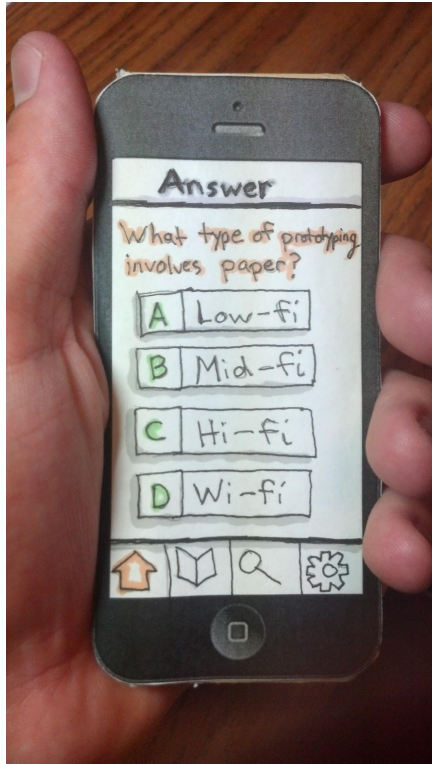 Answer
What type of prototyping
involves paper?
A Low-fi
B Mid-fi
C Hi-fi
D Wi-fi